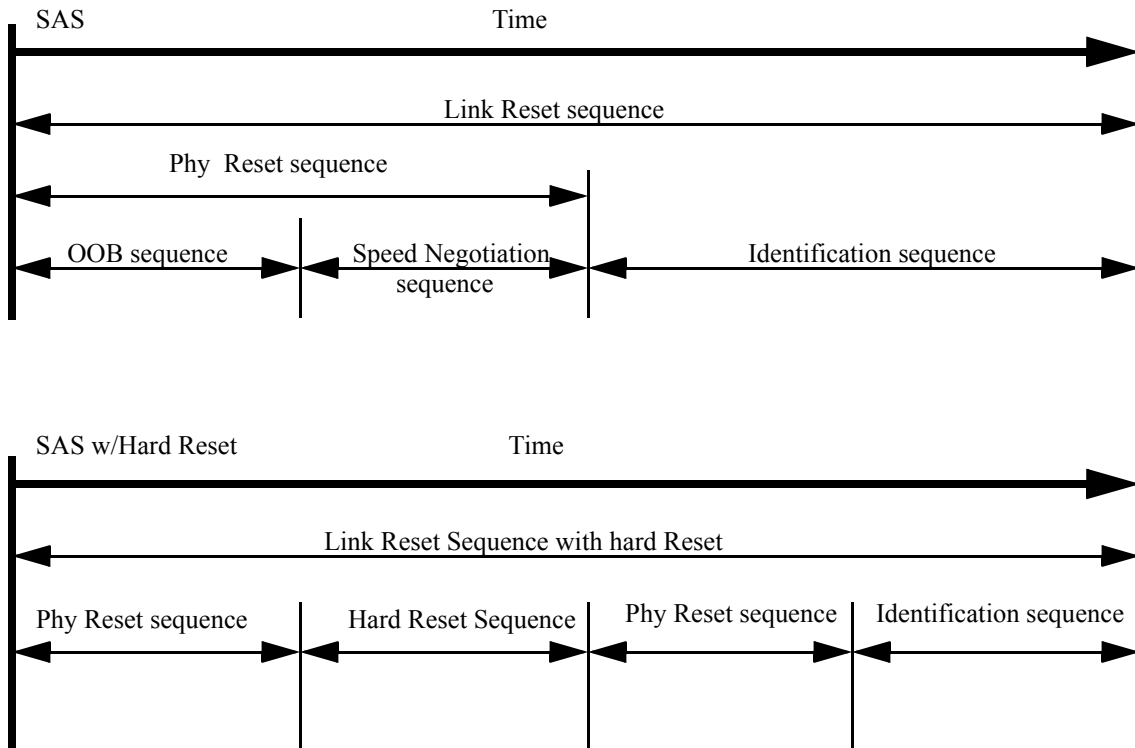 SAS Time
Link Reset sequence
Phy Reset sequence
OOB sequence Speed Negotiation Identification sequence
sequence
SAS w/Hard Reset Time
Link Reset Sequence with hard Reset
Phy Reset sequence Hard Reset Sequence Phy Reset sequence Identification sequence